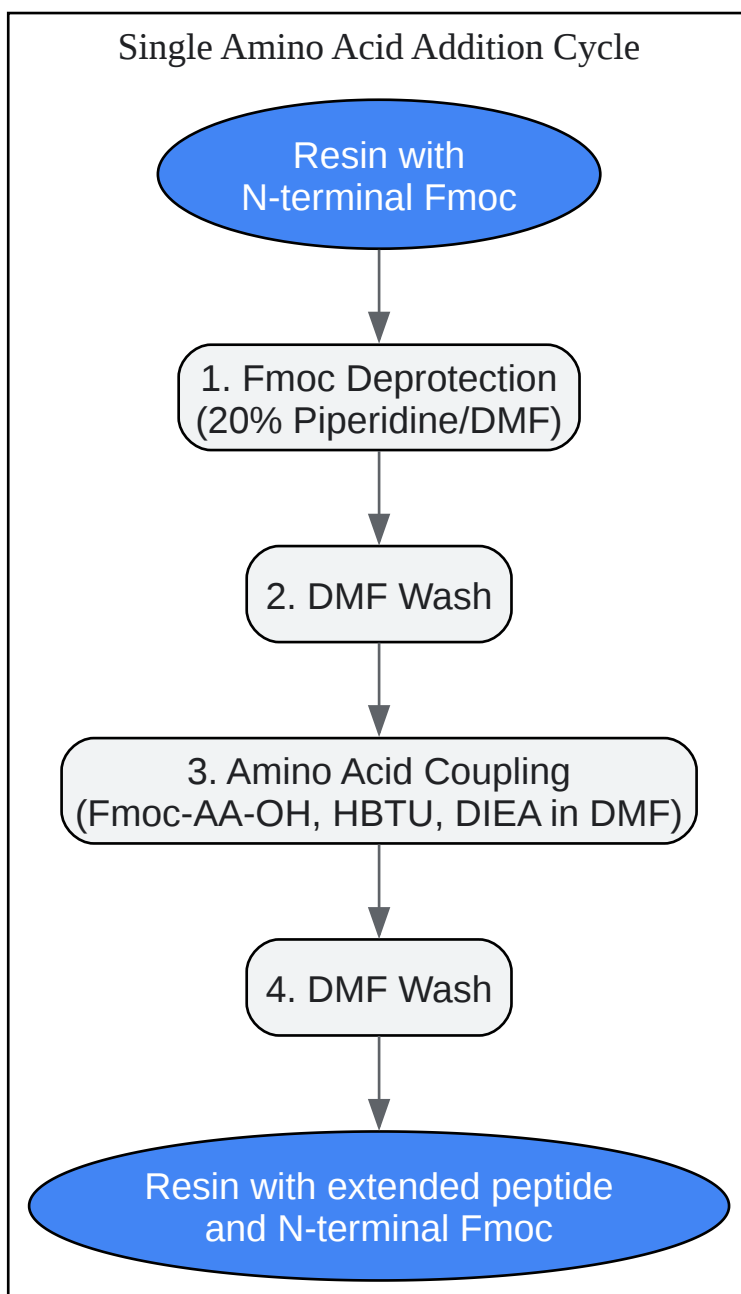 Single Amino Acid Addition Cycle
Resin with
N-terminal Fmoc
1. Fmoc Deprotection
(20% Piperidine/DMF)
2. DMF Wash
3. Amino Acid Coupling
(Fmoc-AA-OH, HBTU, DIEA in DMF)
4. DMF Wash
Resin with extended peptide
and N-terminal Fmoc